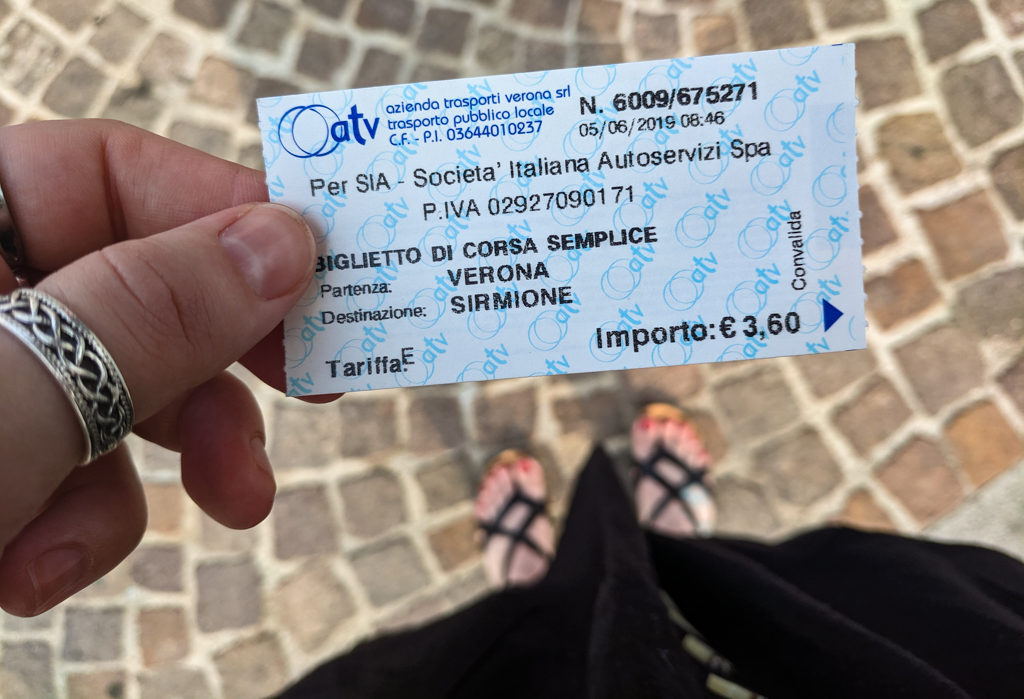 atv
azienda trasporti verona srl
trasporto pubblico locale
C.F. - P.I. 03644010237
N. 6009/675271
05/06/2019 08:46
Per SIA - Societa' Italiana Autoservizi Spa
P.IVA 02927090171
BIGLIETTO DI CORSA SEMPLICE
Partenza: VERONA
Destinazione: SIRMIONE
Tariffa:E
Importo:€ 3,60
Convalida